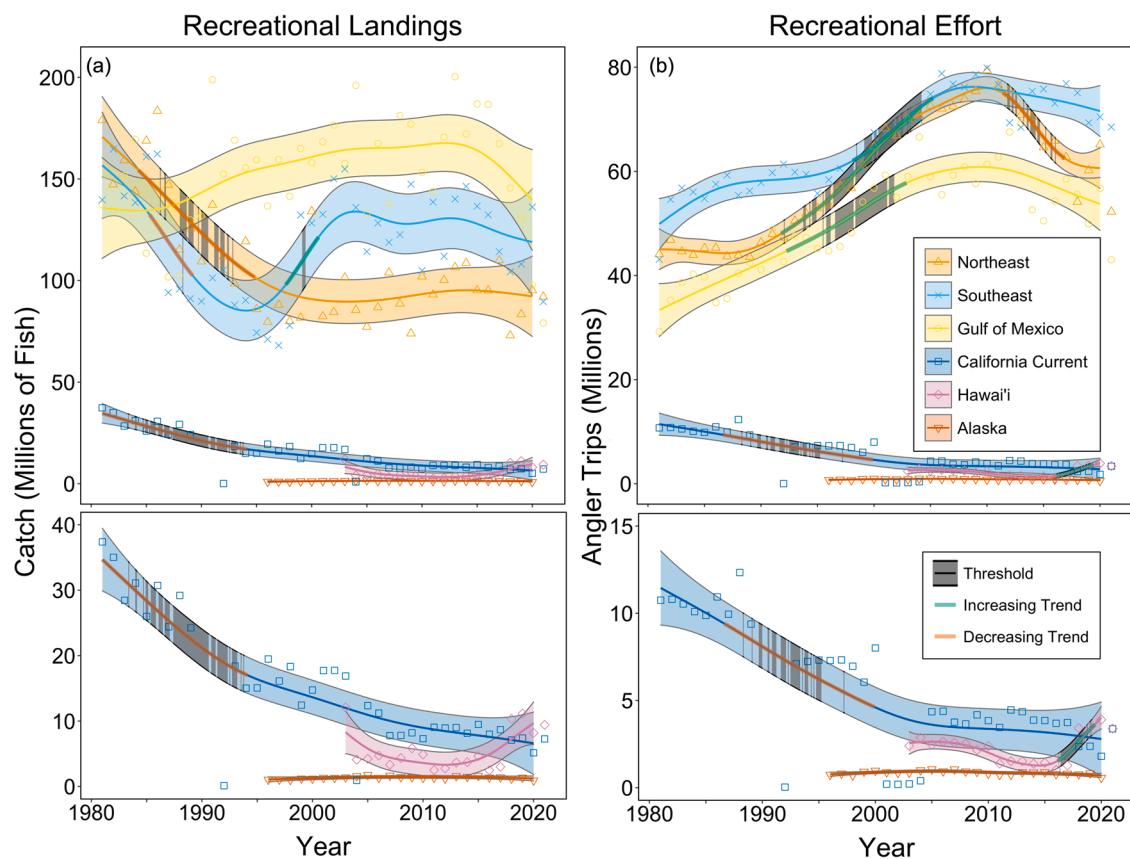 Recreational Landings
Recreational Effort
(a)
(b)
200
150
100
50
0
80
60
40
20
0
Northeast
Southeast
Gulf of Mexico
California Current
Hawai'i
Alaska
Catch (Millions of Fish)
Angler Trips (Millions)
40
30
20
10
0
15
10
5
0
Threshold
Increasing Trend
Decreasing Trend
1980
1990
2000
2010
2020
1980
1990
2000
2010
2020
Year
Year